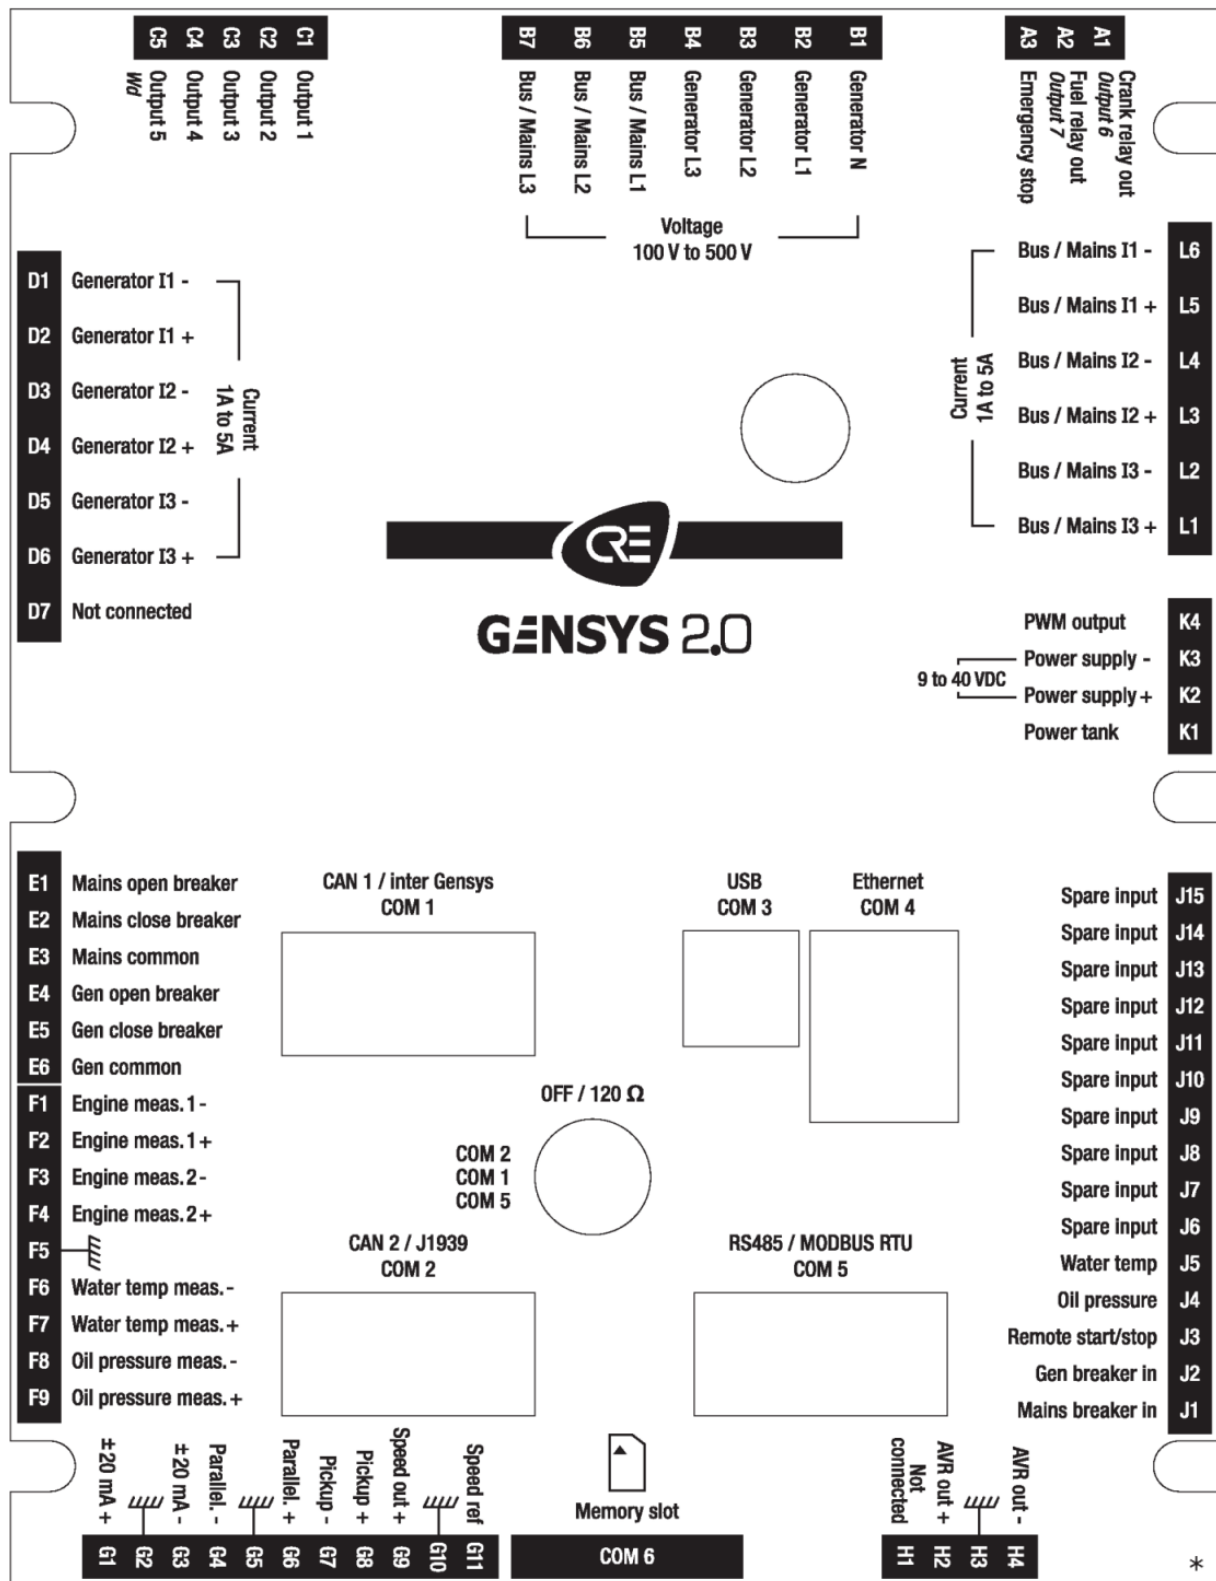 C5 C4 C3 C2 C1
Output 5
Wd
Output 4
Output 3
Output 2
Output 1
B7 B6 B5 B4 B3 B2 B1
Bus / Mains L3
Bus / Mains L2
Bus / Mains L1
Generator L3
Generator L2
Generator L1
Generator N
Voltage
100 V to 500 V
A3 A2 A1
Emergency stop
Fuel relay out
Output 7
Crank relay out
Output 6
D1 Generator I1 -
D2 Generator I1 +
D3 Generator I2 -
D4 Generator I2 +
D5 Generator I3 -
D6 Generator I3 +
D7 Not connected
Current
1A to 5A
Bus / Mains I1 - L6
Bus / Mains I1 + L5
Bus / Mains I2 - L4
Bus / Mains I2 + L3
Bus / Mains I3 - L2
Bus / Mains I3 + L1
Current
1A to 5A
CRE
GENSYS 2.0
PWM output K4
Power supply - K3
Power supply + K2
Power tank K1
9 to 40 VDC
E1 Mains open breaker
E2 Mains close breaker
E3 Mains common
E4 Gen open breaker
E5 Gen close breaker
E6 Gen common
F1 Engine meas. 1 -
F2 Engine meas. 1 +
F3 Engine meas. 2 -
F4 Engine meas. 2 +
F5
F6 Water temp meas. -
F7 Water temp meas. +
F8 Oil pressure meas. -
F9 Oil pressure meas. +
CAN 1 / inter Gensys
COM 1
USB
COM 3
Ethernet
COM 4
OFF / 120 Ω
COM 2
COM 1
COM 5
CAN 2 / J1939
COM 2
RS485 / MODBUS RTU
COM 5
Spare input J15
Spare input J14
Spare input J13
Spare input J12
Spare input J11
Spare input J10
Spare input J9
Spare input J8
Spare input J7
Spare input J6
Water temp J5
Oil pressure J4
Remote start/stop J3
Gen breaker in J2
Mains breaker in J1
±20 mA +
±20 mA -
Parallel. -
Parallel. +
Pickup -
Pickup +
Speed out +
Speed ref
G1 G2 G3 G4 G5 G6 G7 G8 G9 G10 G11
Memory slot
COM 6
Not
connected
AVR out +
AVR out -
H1 H2 H3 H4
*